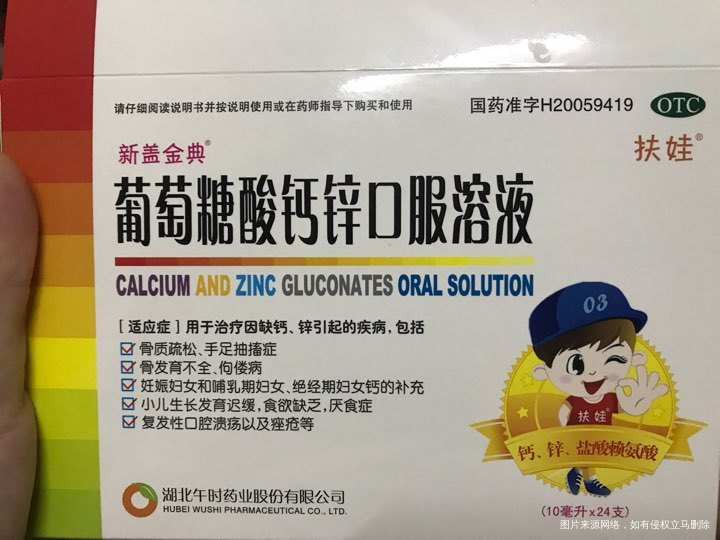 请仔细阅读说明书并按说明使用或在药师指导下购买和使用
国药准字H20059419 OTC
新盖金典®
扶娃®
葡萄糖酸钙锌口服溶液
CALCIUM AND ZINC GLUCONATES ORAL SOLUTION
[适应症]用于治疗因缺钙、锌引起的疾病,包括
骨质疏松、手足抽搐症
骨发育不全、佝偻病
妊娠妇女和哺乳期妇女、绝经期妇女钙的补充
小儿生长发育迟缓,食欲缺乏,厌食症
复发性口腔溃疡以及痤疮等
03
扶娃
钙、锌、盐酸赖氨酸
湖北午时药业股份有限公司
HUBEI WUSHI PHARMACEUTICAL CO., LTD.
(10毫升x24支)
图片来源网络,如有侵权立马删除